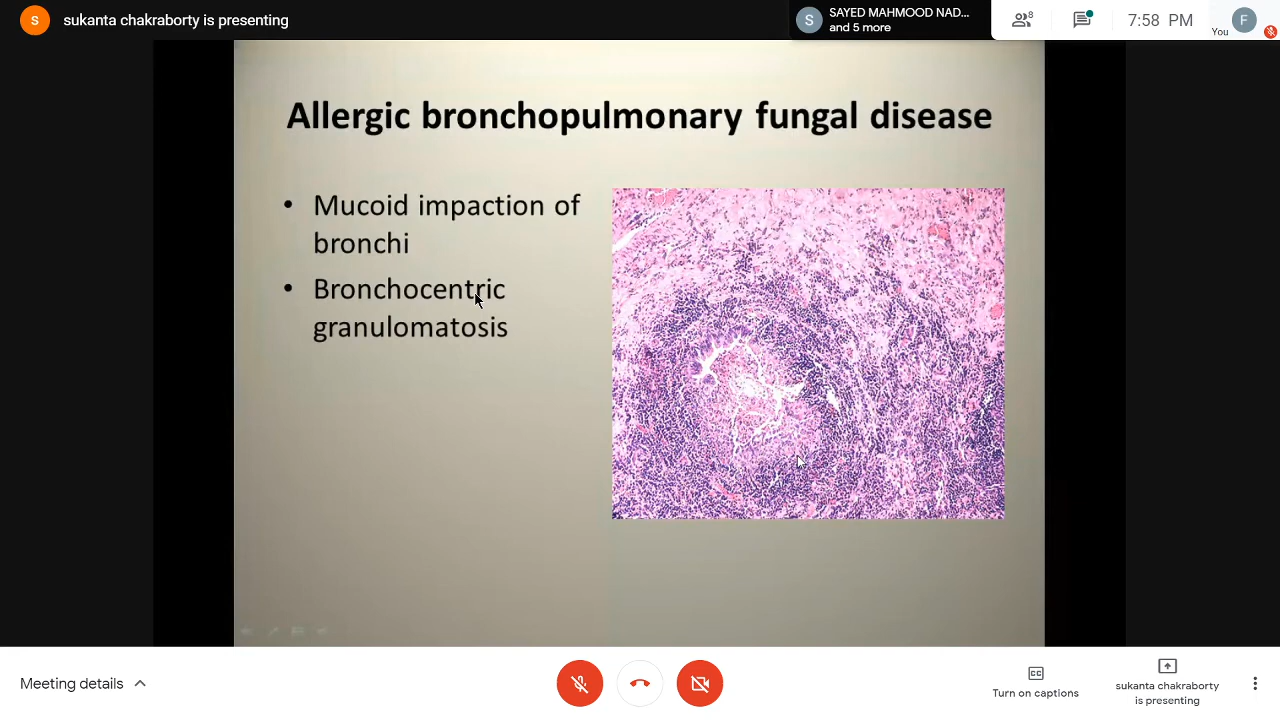 S
sukanta chakraborty is presenting
S
SAYED MAHMOOD NAD...
and 5 more
8
7:58 PM
You
F
Allergic bronchopulmonary fungal disease
• Mucoid impaction of
bronchi
• Bronchocentric
granulomatosis
Meeting details
CC
Turn on captions
sukanta chakraborty
is presenting